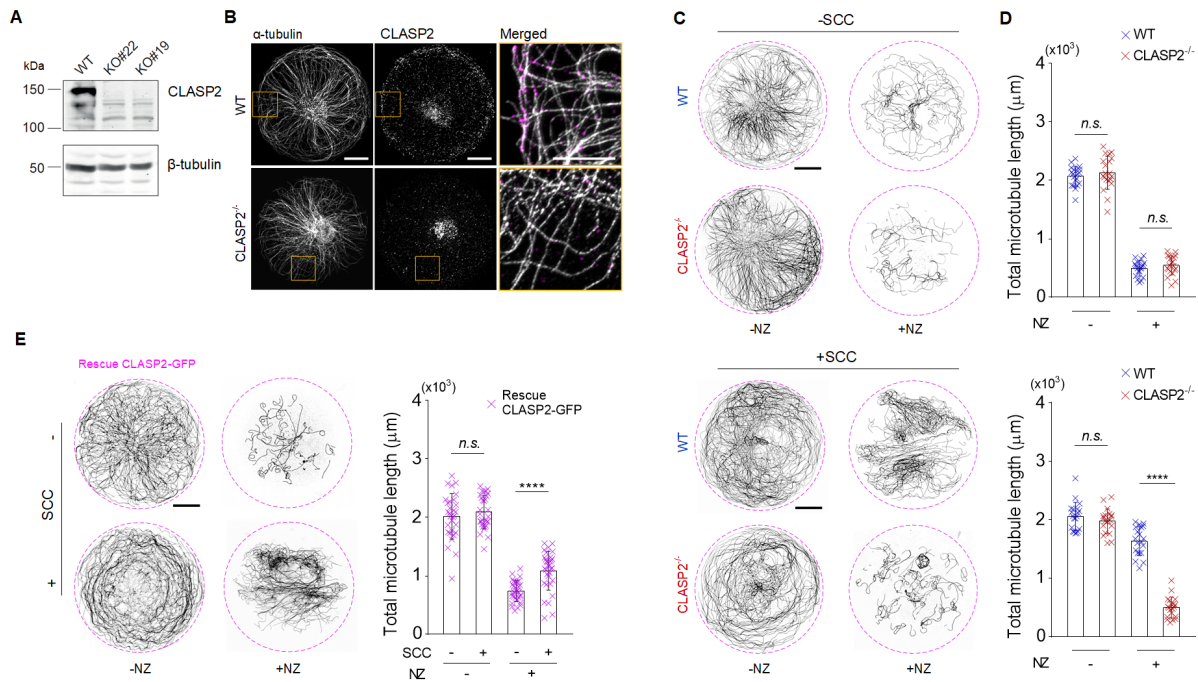 A
WT
KO#22
KO#19
kDa
150
100
50
CLASP2
β-tubulin
B
α-tubulin
CLASP2
Merged
WT
CLASP2⁻/⁻
C
-SCC
WT
CLASP2⁻/⁻
-NZ
+NZ
+SCC
WT
CLASP2⁻/⁻
-NZ
+NZ
D
WT
CLASP2⁻/⁻
(x10³)
Total microtubule length (μm)
4
3
2
1
0
n.s.
n.s.
NZ
-
+
WT
CLASP2⁻/⁻
(x10³)
Total microtubule length (μm)
4
3
2
1
0
n.s.
****
NZ
-
+
E
Rescue CLASP2-GFP
SCC
-
+
-NZ
+NZ
(x10³)
Total microtubule length (μm)
4
3
2
1
0
Rescue
CLASP2-GFP
n.s.
****
SCC
-
+
-
+
NZ
-
+